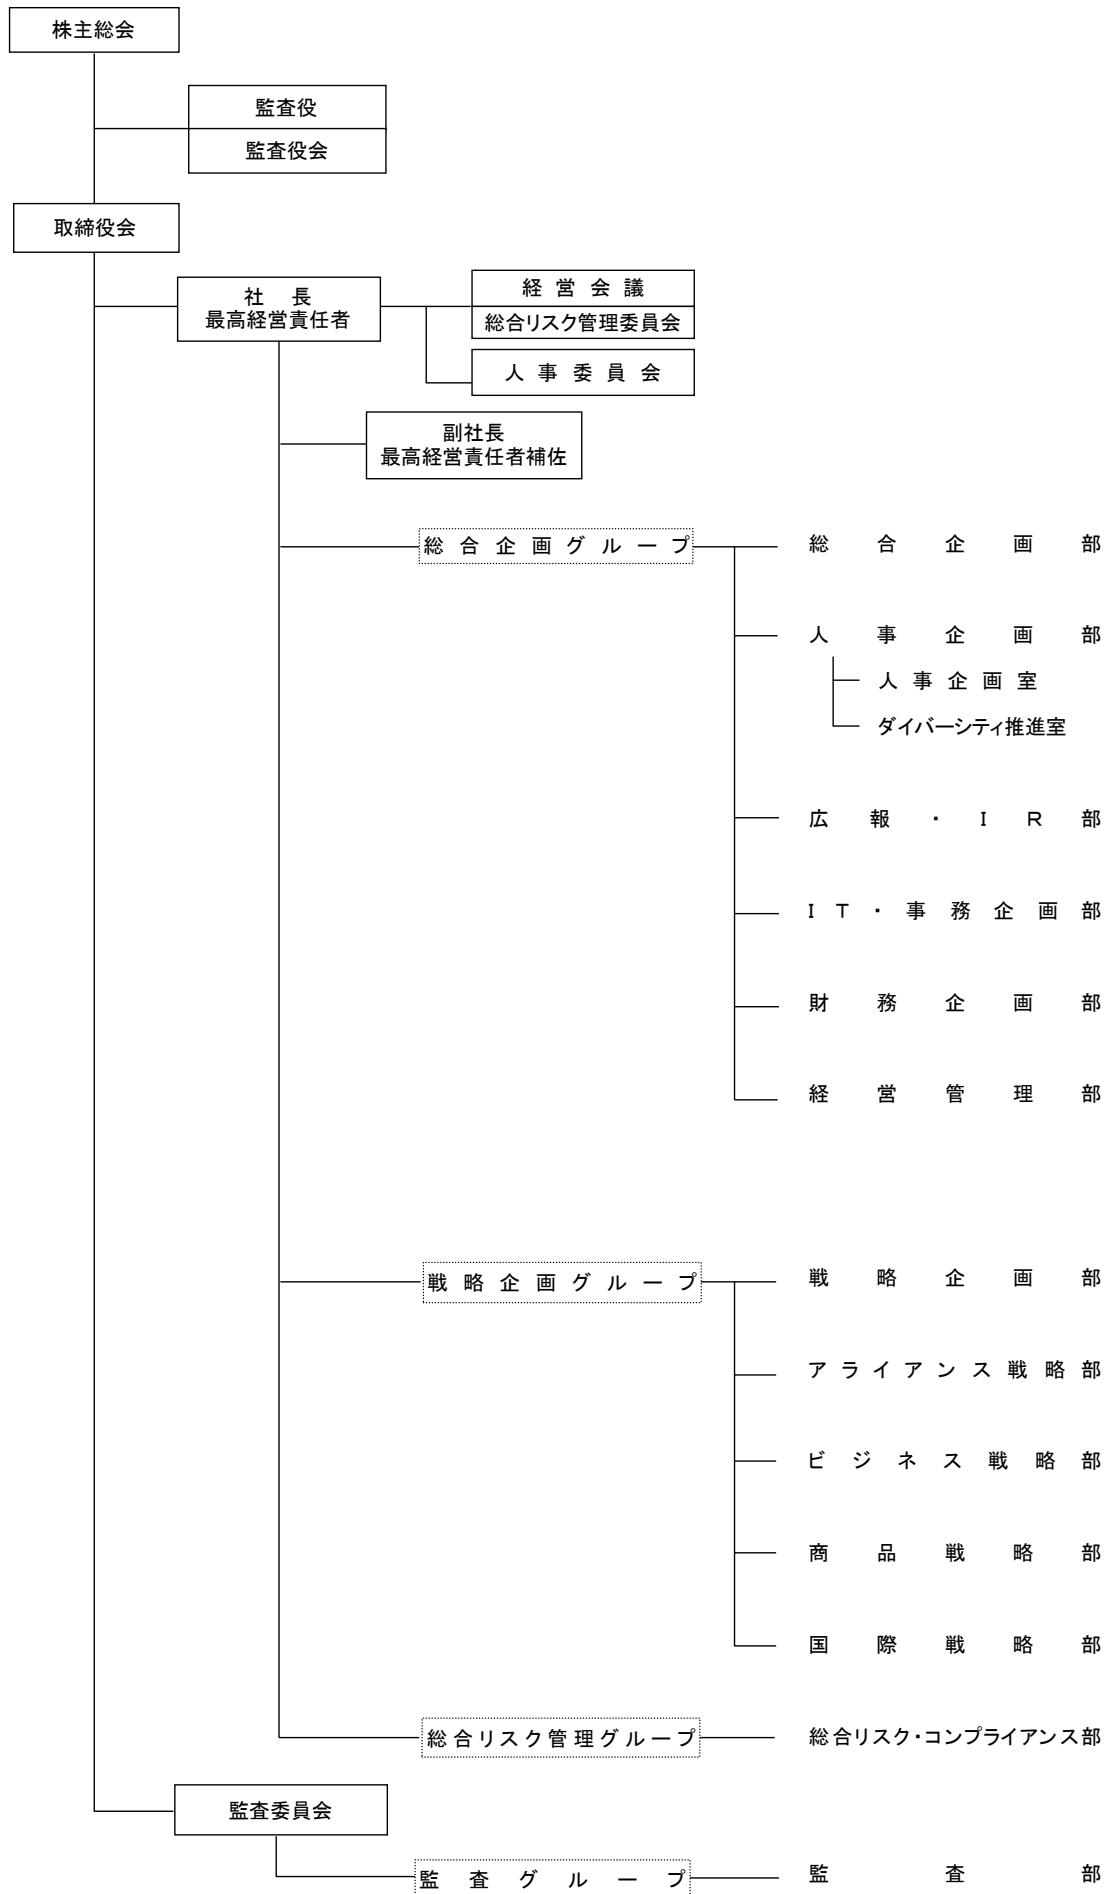 株主総会
監査役
監査役会
取締役会
社長
最高経営責任者
経営会議
総合リスク管理委員会
人事委員会
副社長
最高経営責任者補佐
総合企画グループ
総合企画部
人事企画部
人事企画室
ダイバーシティ推進室
広報・ＩＲ部
ＩＴ・事務企画部
財務企画部
経営管理部
戦略企画グループ
戦略企画部
アライアンス戦略部
ビジネス戦略部
商品戦略部
国際戦略部
総合リスク管理グループ
総合リスク・コンプライアンス部
監査委員会
監査グループ
監査部